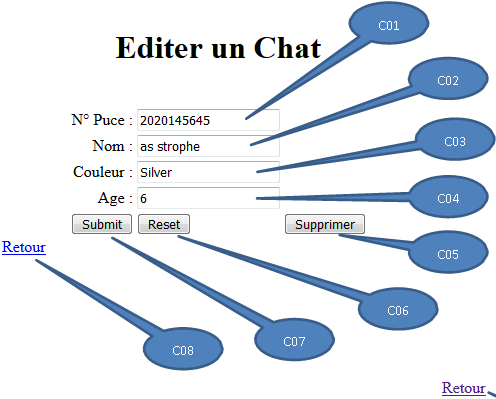 C01
Editer un Chat
C02
N° Puce : 2020145645
Nom : as strophe
C03
Couleur : Silver
Age : 6
C04
Submit Reset Supprimer
Retour
C05
C06
C07
C08
Retour